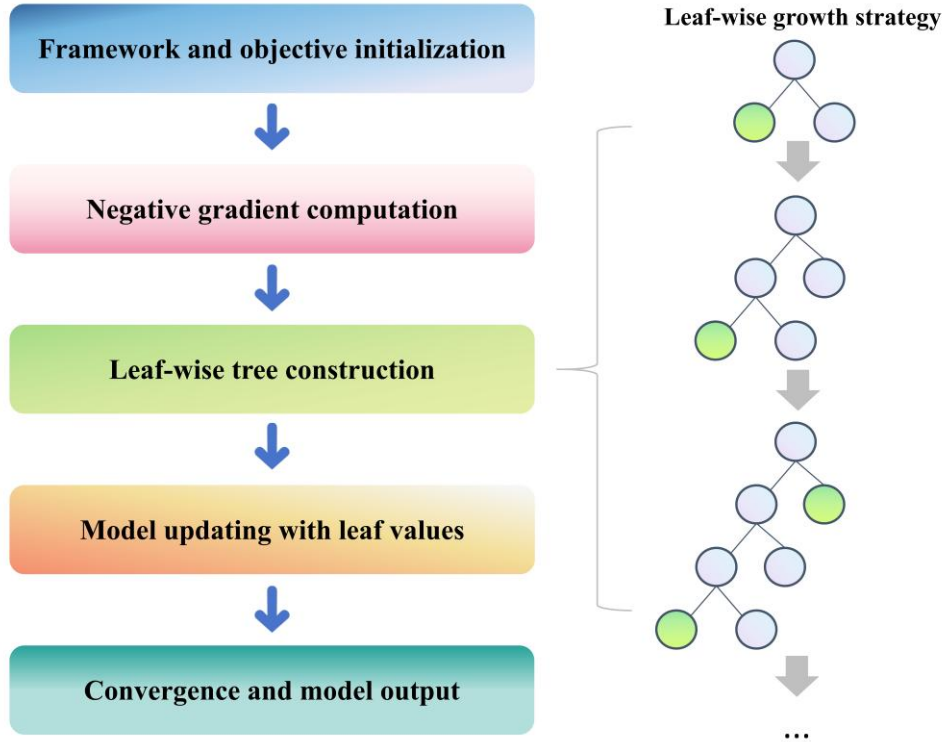 Framework and objective initialization
Negative gradient computation
Leaf-wise tree construction
Model updating with leaf values
Convergence and model output
Leaf-wise growth strategy
...